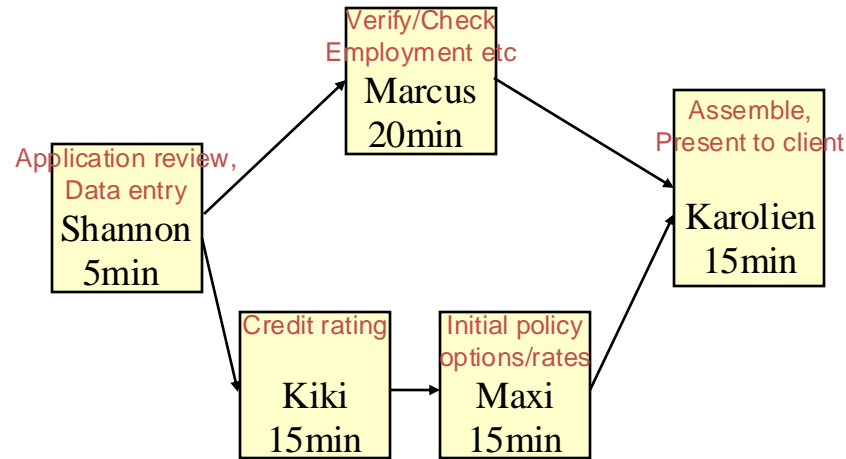 Application review,
Data entry
Shannon
5min
Verify/Check
Employment etc
Marcus
20min
Credit rating
Kiki
15min
Initial policy
options/rates
Maxi
15min
Assemble,
Present to client
Karolien
15min